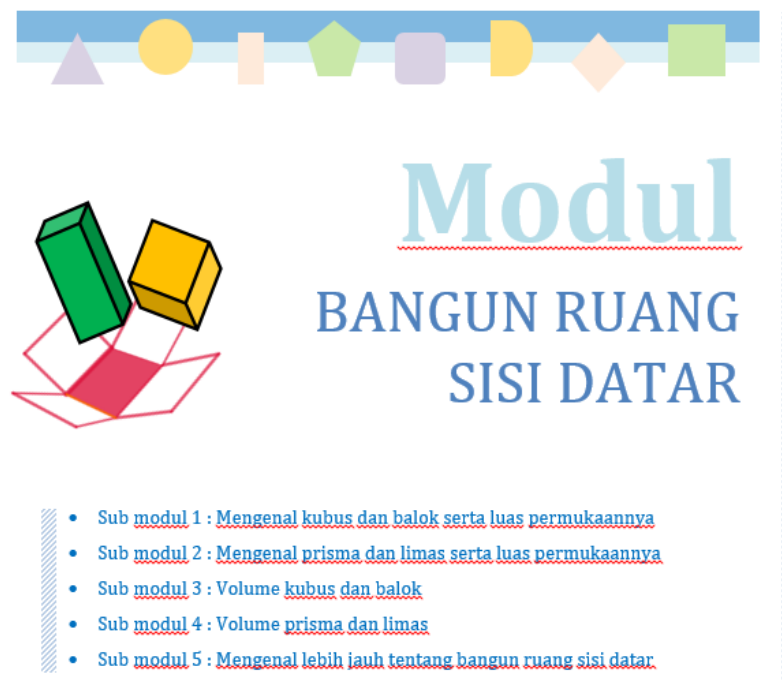 Modul
BANGUN RUANG
SISI DATAR
• Sub modul 1 : Mengenal kubus dan balok serta luas permukaannya
• Sub modul 2 : Mengenal prisma dan limas serta luas permukaannya
• Sub modul 3 : Volume kubus dan balok
• Sub modul 4 : Volume prisma dan limas
• Sub modul 5 : Mengenal lebih jauh tentang bangun ruang sisi datar